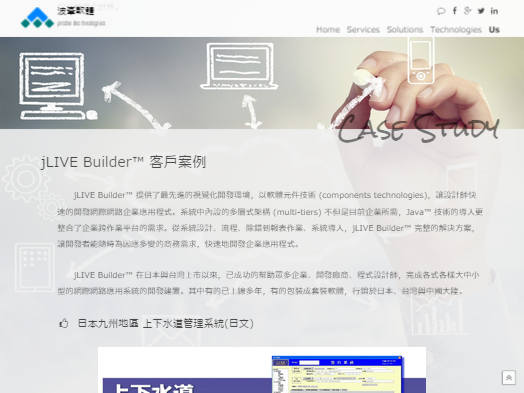 波峯軟體
probe technologies
Home Services Solutions Technologies Us
CASE STUDY
jLIVE Builder™ 客戶案例
jLIVE Builder™ 提供了最先進的視覺化開發環境，以軟體元件技術 (components technologies)，讓設計師快
速的開發網際網路企業應用程式。系統中內設的多層式架構 (multi-tiers) 不但是目前企業所需，Java™ 技術的導入更
整合了企業跨作業平台的需求。從系統設計、流程、除錯到報表作業、系統導入，jLIVE Builder™ 完整的解決方案，
讓開發者能隨時為因應多變的商務需求，快速地開發企業應用程式。
jLIVE Builder™ 在日本與台灣上市以來，已成功的幫助眾多企業、開發廠商、程式設計師，完成各式各樣大中小
型的網際網路應用系統的開發建置。其中有的已上線多年，有的包裝成套裝軟體，行銷於日本、台灣與中國大陸。
日本九州地區 上下水道管理系統(日文)
上下水道